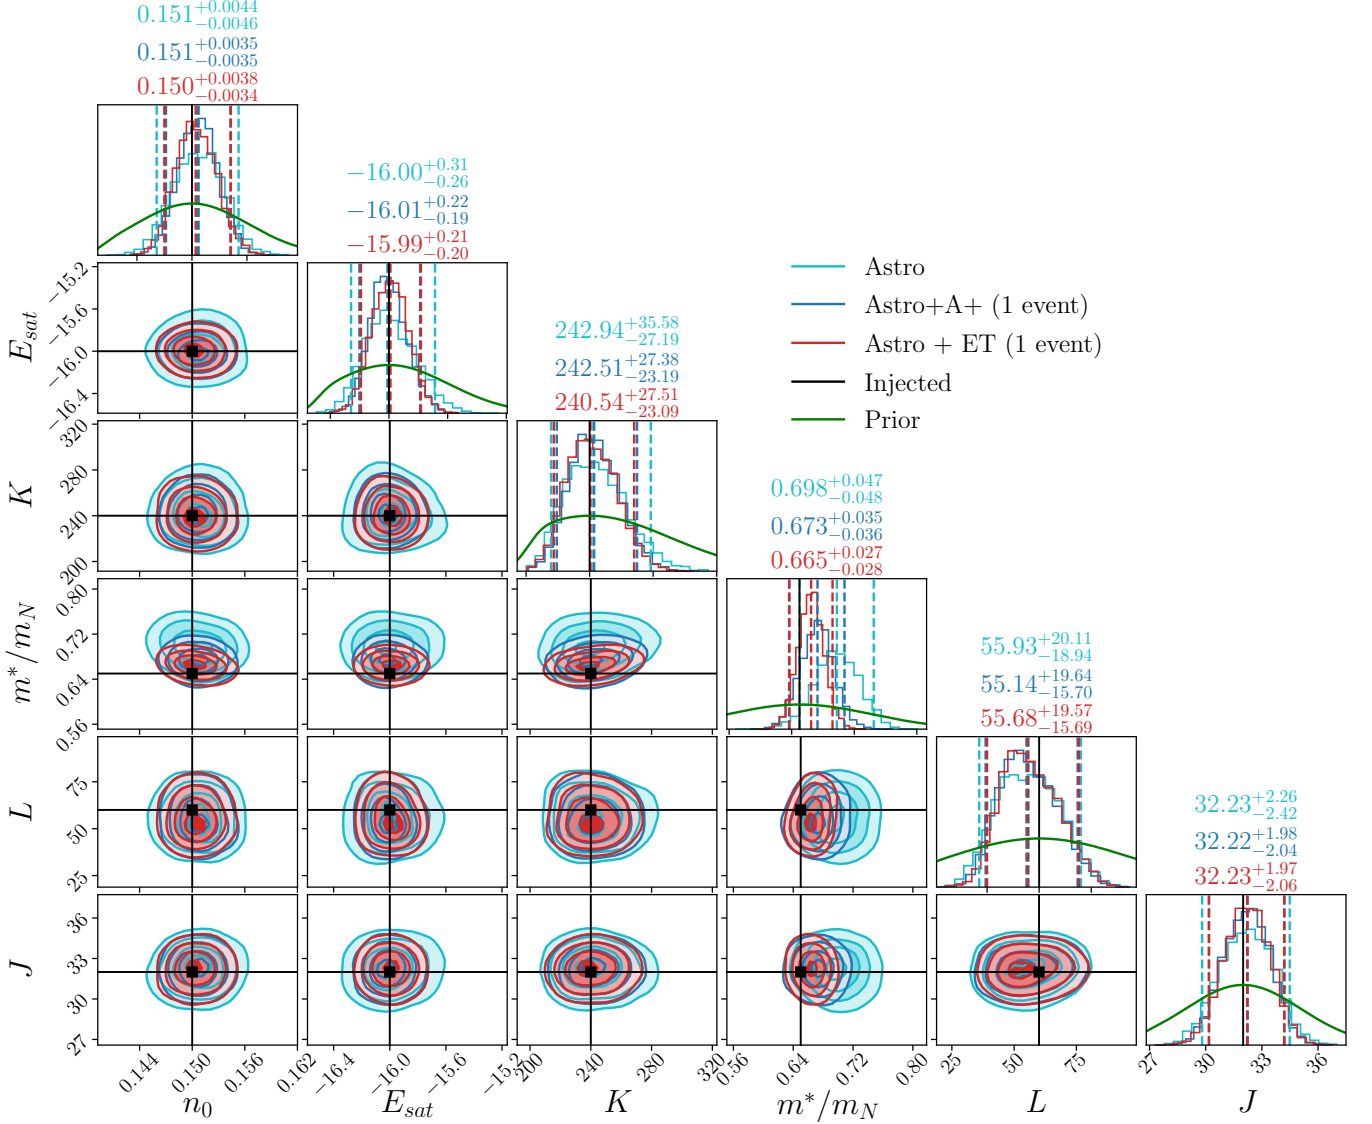 0.151+0.0044−0.0046
0.151+0.0035−0.0035
0.150+0.0038−0.0034
−16.00+0.31−0.26
−16.01+0.22−0.19
−15.99+0.21−0.20
242.94+35.58−27.19
242.51+27.38−23.19
240.54+27.51−23.09
0.698+0.047−0.048
0.673+0.035−0.036
0.665+0.027−0.028
55.93+20.11−18.94
55.14+19.64−15.70
55.68+19.57−15.69
32.23+2.26−2.42
32.22+1.98−2.04
32.23+1.97−2.06
Astro
Astro+A+ (1 event)
Astro + ET (1 event)
Injected
Prior
E_sat
−15.2
−15.6
−16.0
−16.4
K
320
280
240
200
m*/m_N
0.80
0.72
0.64
0.56
L
75
50
25
J
36
33
30
27
0.144 0.150 0.156 0.162
−16.4 −16.0 −15.6
200 240 280 320
0.56 0.64 0.72 0.80
25 50 75
27 30 33 36
n_0 E_sat K m*/m_N L J